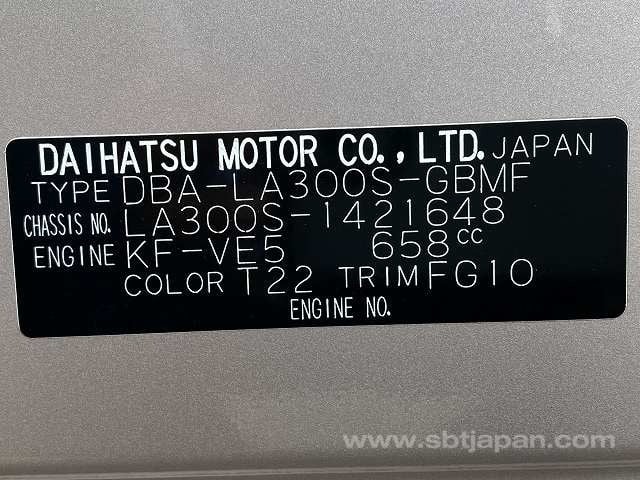 DAIHATSU MOTOR CO., LTD. JAPAN
TYPE DBA-LA300S-GBMF
CHASSIS NO. LA300S-1421648
ENGINE KF-VE5 658cc
COLOR T22 TRIM FG10
ENGINE NO.
www.sbtjapan.com